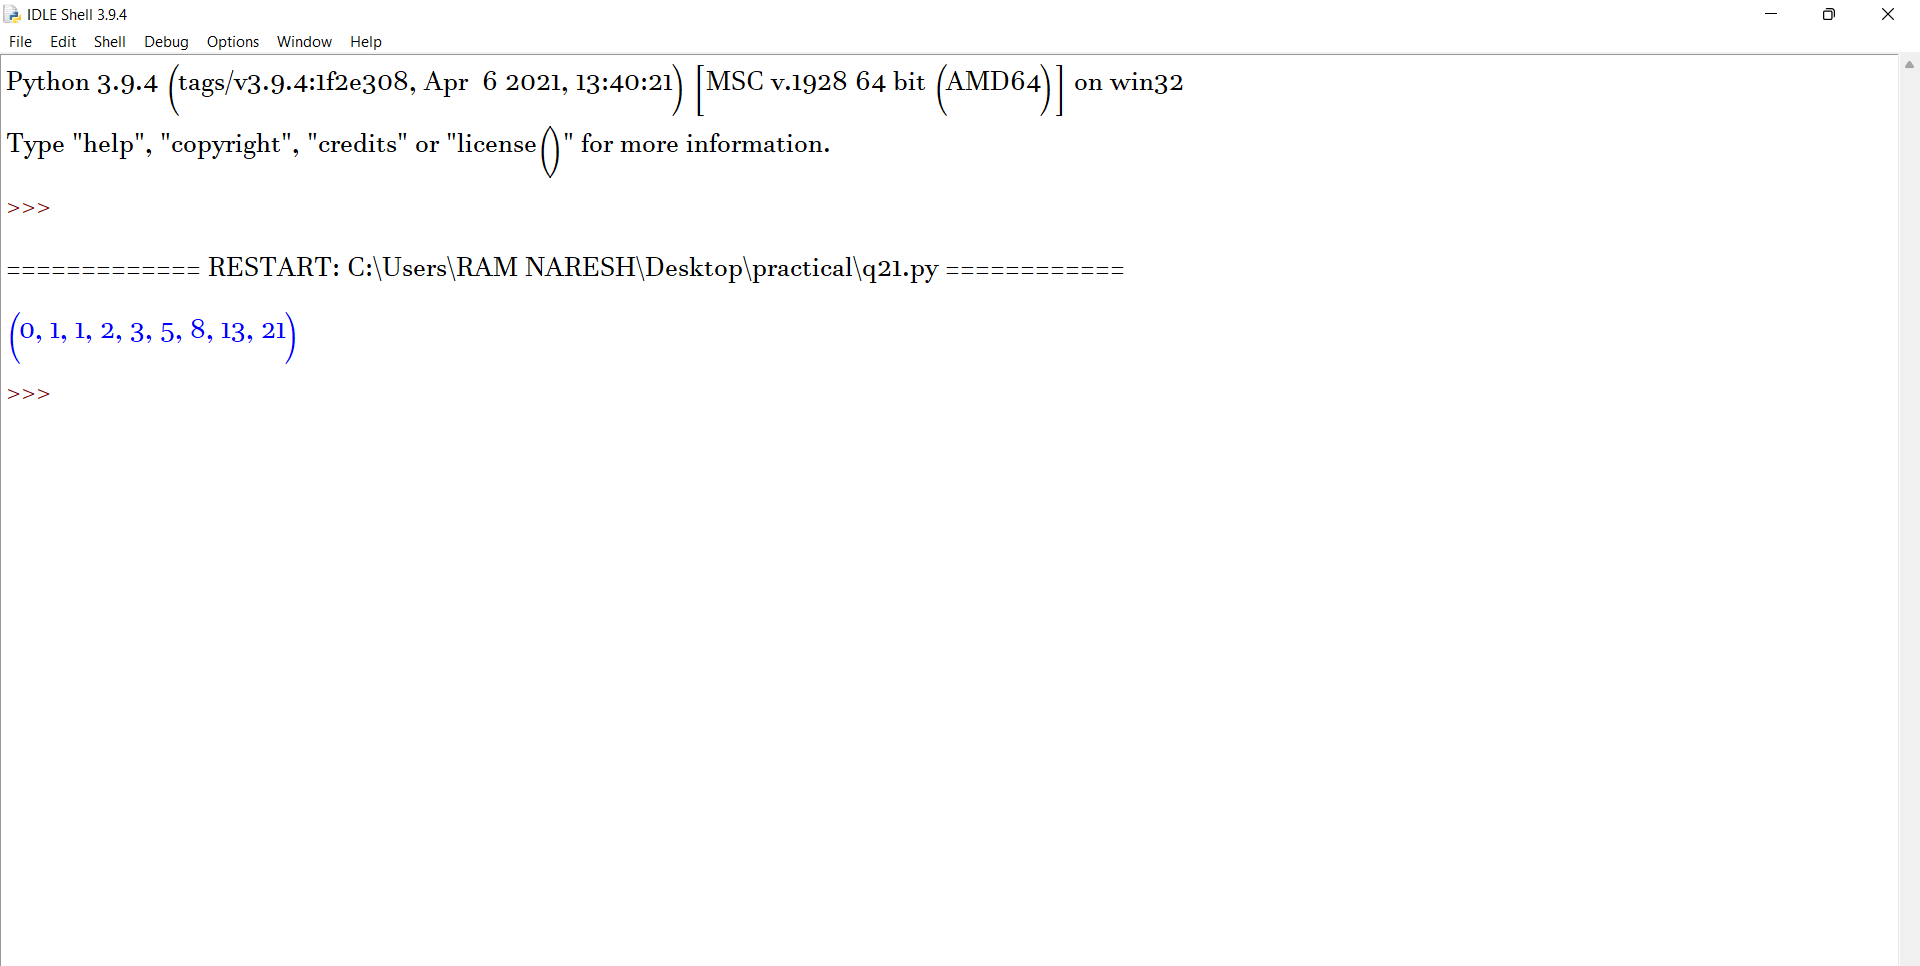 IDLE Shell 3.9.4
File Edit Shell Debug Options Window Help
Python 3.9.4 (tags/v3.9.4:1f2e308, Apr  6 2021, 13:40:21) [MSC v.1928 64 bit (AMD64)] on win32
Type "help", "copyright", "credits" or "license()" for more information.
>>>
============= RESTART: C:\Users\RAM NARESH\Desktop\practical\q21.py ============
(0, 1, 1, 2, 3, 5, 8, 13, 21)
>>>